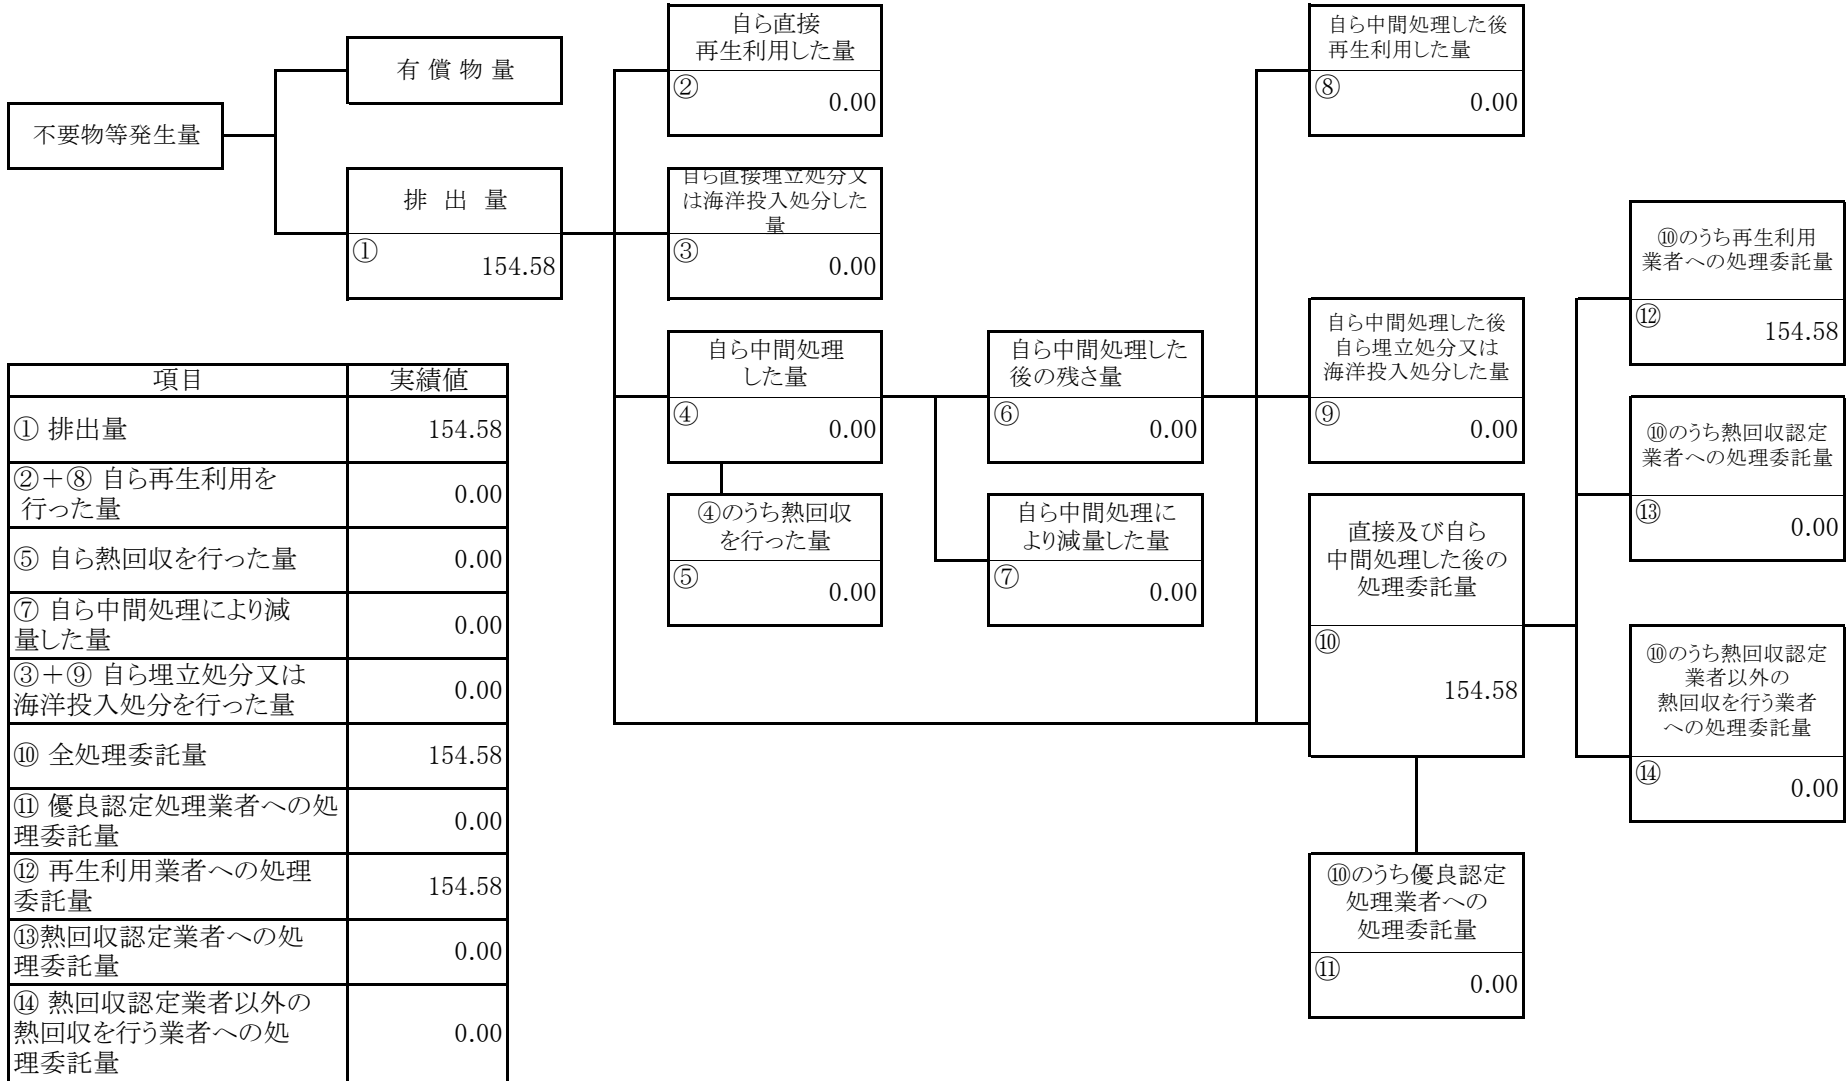 不要物等発生量
有 償 物 量
排 出 量
①
154.58
自ら直接
再生利用した量
②
0.00
自ら直接埋立処分又
は海洋投入処分した
量
③
0.00
自ら中間処理
した量
④
0.00
④のうち熱回収
を行った量
⑤
0.00
自ら中間処理した
後の残さ量
⑥
0.00
自ら中間処理に
より減量した量
⑦
0.00
自ら中間処理した後
再生利用した量
⑧
0.00
自ら中間処理した後
自ら埋立処分又は
海洋投入処分した量
⑨
0.00
直接及び自ら
中間処理した後の
処理委託量
⑩
154.58
⑩のうち優良認定
処理業者への
処理委託量
⑪
0.00
⑩のうち再生利用
業者への処理委託量
⑫
154.58
⑩のうち熱回収認定
業者への処理委託量
⑬
0.00
⑩のうち熱回収認定
業者以外の
熱回収を行う業者
への処理委託量
⑭
0.00
項目 実績値
① 排出量 154.58
②+⑧ 自ら再生利用を
行った量 0.00
⑤ 自ら熱回収を行った量 0.00
⑦ 自ら中間処理により減
量した量 0.00
③+⑨ 自ら埋立処分又は
海洋投入処分を行った量 0.00
⑩ 全処理委託量 154.58
⑪ 優良認定処理業者への処
理委託量 0.00
⑫ 再生利用業者への処理
委託量 154.58
⑬熱回収認定業者への処
理委託量 0.00
⑭ 熱回収認定業者以外の
熱回収を行う業者への処
理委託量 0.00